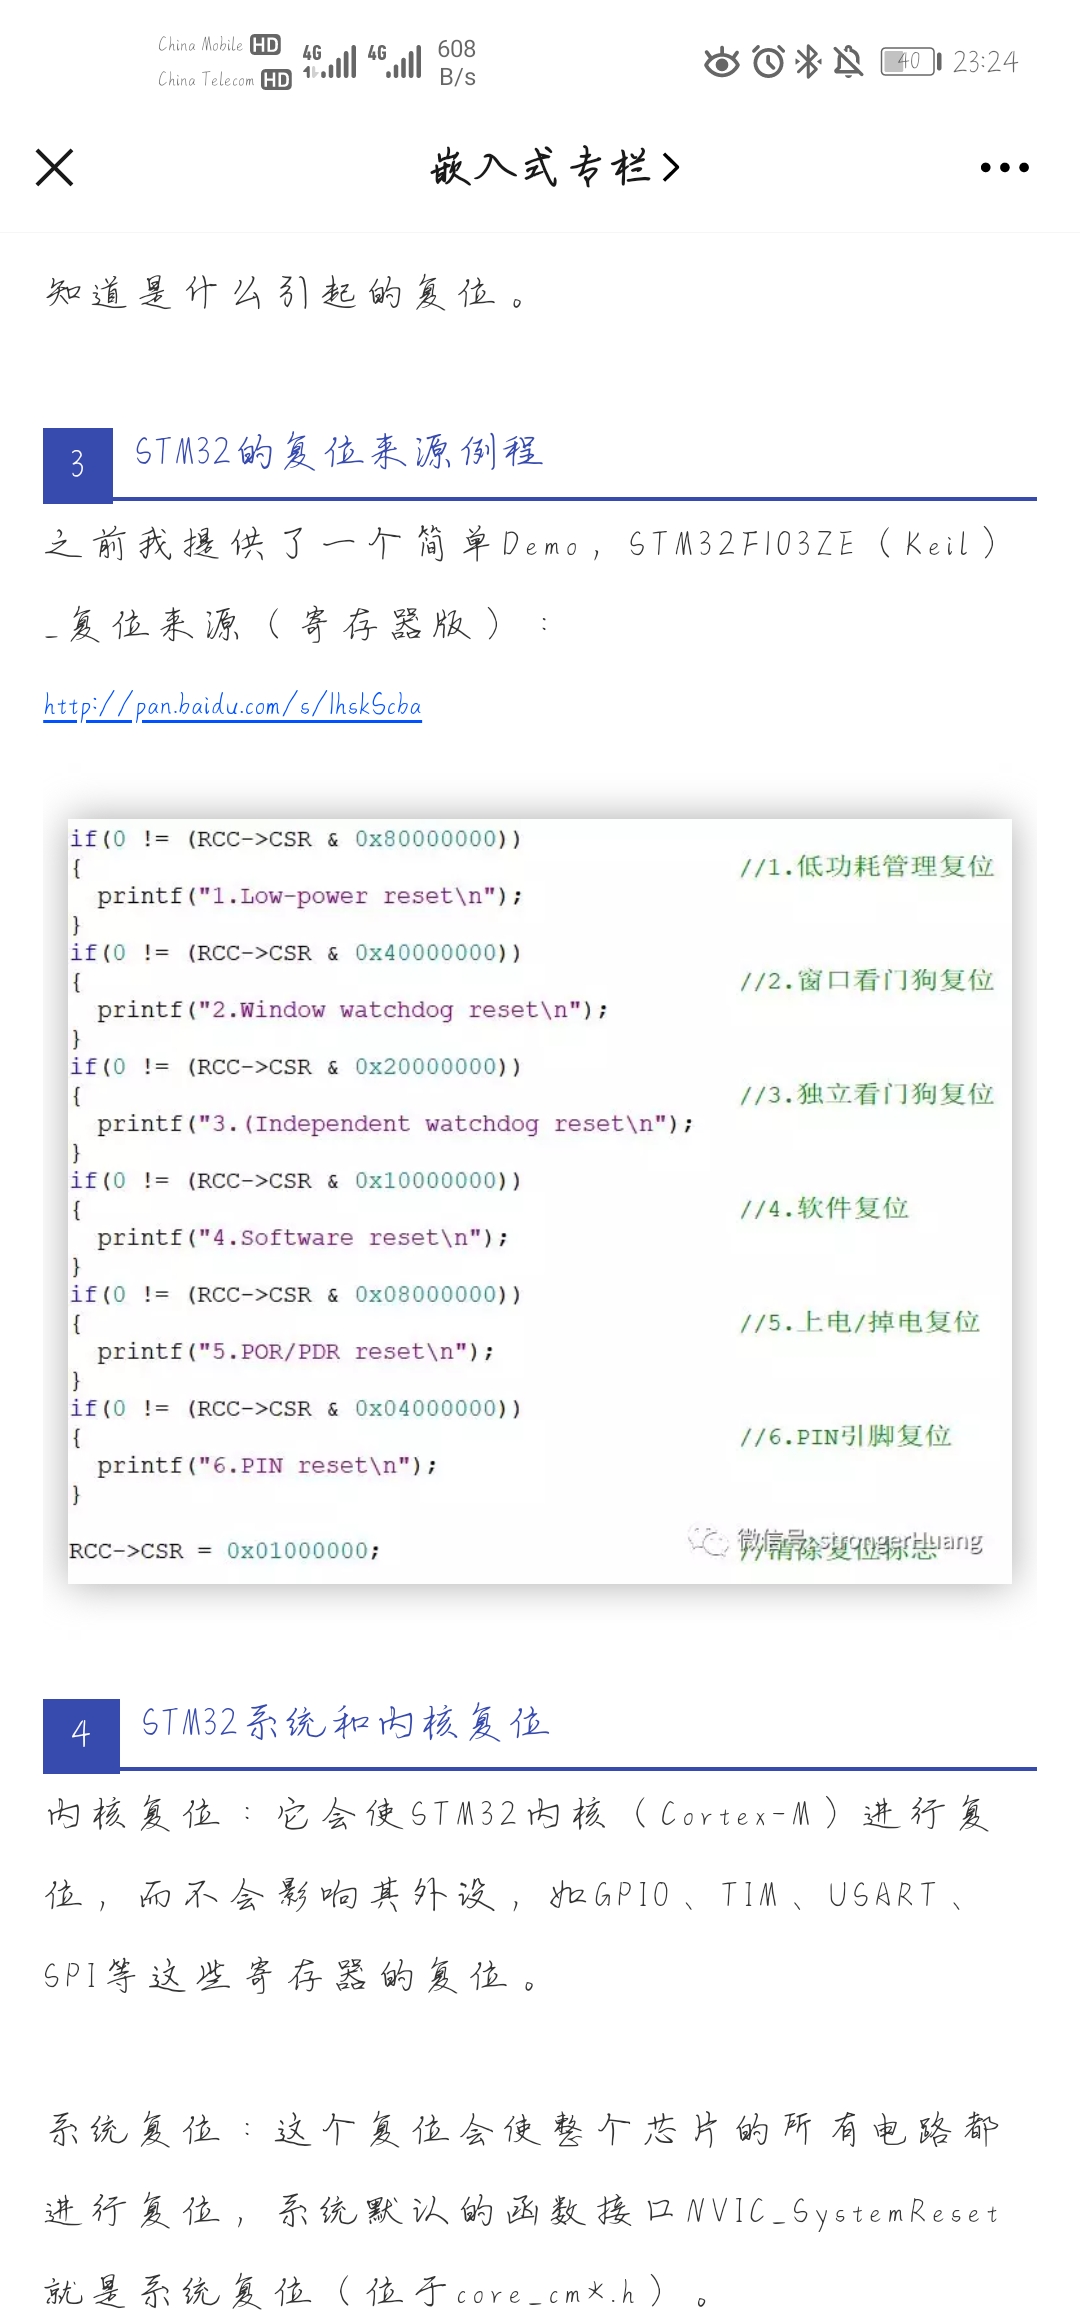 China Mobile HD
China Telecom HD
4G
4G
608
B/s
40
23:24
嵌入式专栏
知道是什么引起的复位。
3
STM32的复位来源例程
之前我提供了一个简单Demo，STM32F103ZE（Keil）
_复位来源（寄存器版）：
http://pan.baidu.com/s/1hskScba
if(0 != (RCC->CSR & 0x80000000))
{ //1.低功耗管理复位
printf("1.Low-power reset\n");
}
if(0 != (RCC->CSR & 0x40000000))
{ //2.窗口看门狗复位
printf("2.Window watchdog reset\n");
}
if(0 != (RCC->CSR & 0x20000000))
{ //3.独立看门狗复位
printf("3.(Independent watchdog reset\n");
}
if(0 != (RCC->CSR & 0x10000000))
{ //4.软件复位
printf("4.Software reset\n");
}
if(0 != (RCC->CSR & 0x08000000))
{ //5.上电/掉电复位
printf("5.POR/PDR reset\n");
}
if(0 != (RCC->CSR & 0x04000000))
{ //6.PIN引脚复位
printf("6.PIN reset\n");
}
RCC->CSR = 0x01000000; //清除复位标志
微信号:strongerHuang
4
STM32系统和内核复位
内核复位：它会使STM32内核（Cortex-M）进行复
位，而不会影响其外设，如GPIO、TIM、USART、
SPI等这些寄存器的复位。
系统复位：这个复位会使整个芯片的所有电路都
进行复位，系统默认的函数接口NVIC_SystemReset
就是系统复位（位于core_cm*.h）。